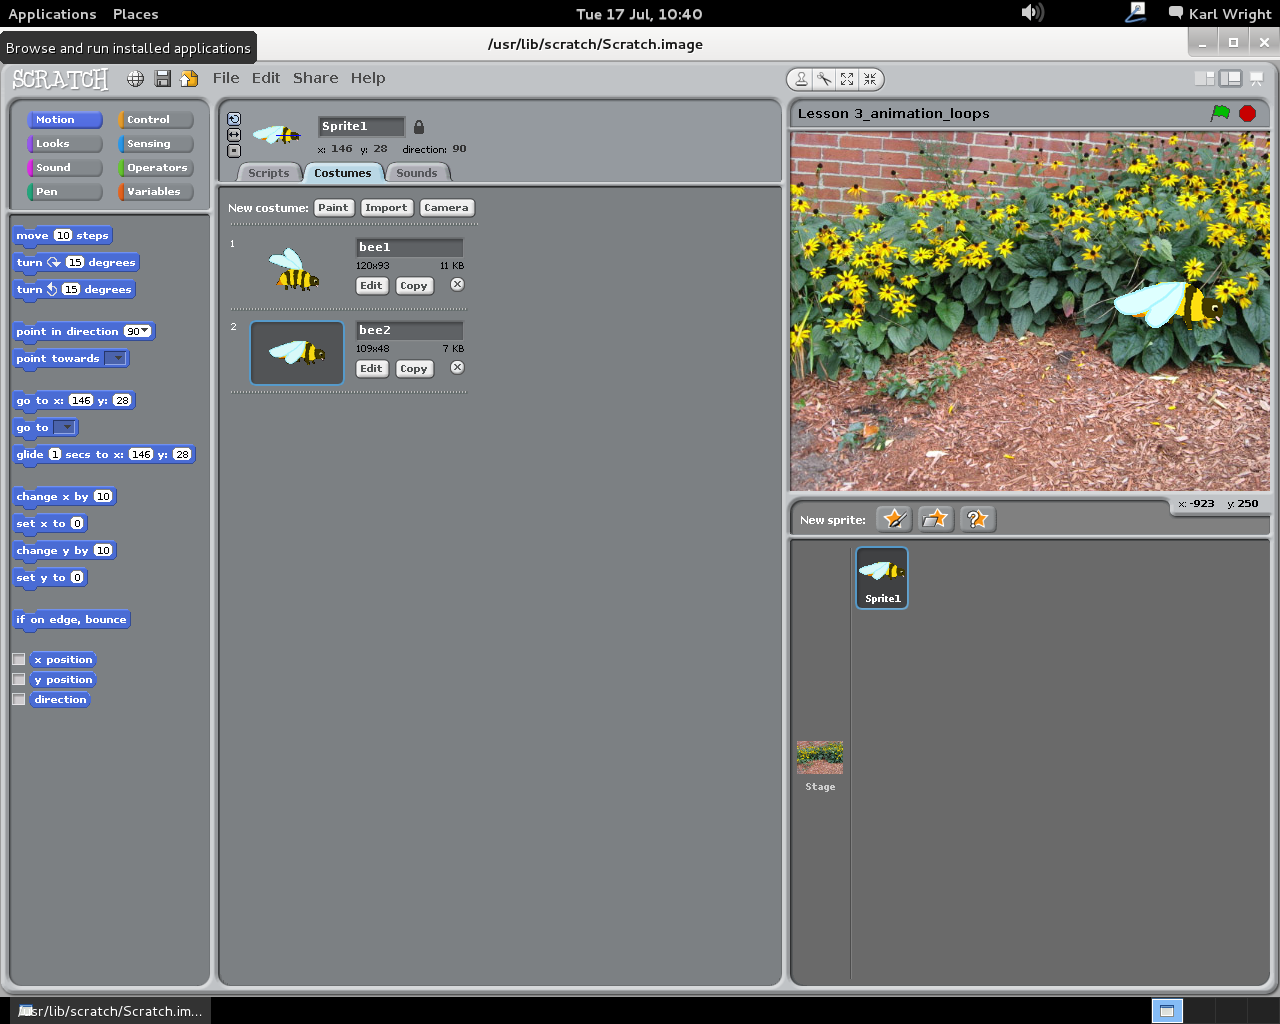 Applications Places
Tue 17 Jul, 10:40
Karl Wright
Browse and run installed applications
/usr/lib/scratch/Scratch.image
SCRATCH
File Edit Share Help
Motion Control
Looks Sensing
Sound Operators
Pen Variables
move 10 steps
turn 15 degrees
turn 15 degrees
point in direction 90
point towards
go to x: 146 y: 28
go to
glide 1 secs to x: 146 y: 28
change x by 10
set x to 0
change y by 10
set y to 0
if on edge, bounce
x position
y position
direction
Sprite1
x: 146 y: 28 direction: 90
Scripts Costumes Sounds
New costume: Paint Import Camera
1
bee1
120x93 11 KB
Edit Copy
2
bee2
109x48 7 KB
Edit Copy
Lesson 3_animation_loops
x: -923 y: 250
New sprite:
Sprite1
Stage
/usr/lib/scratch/Scratch.im...